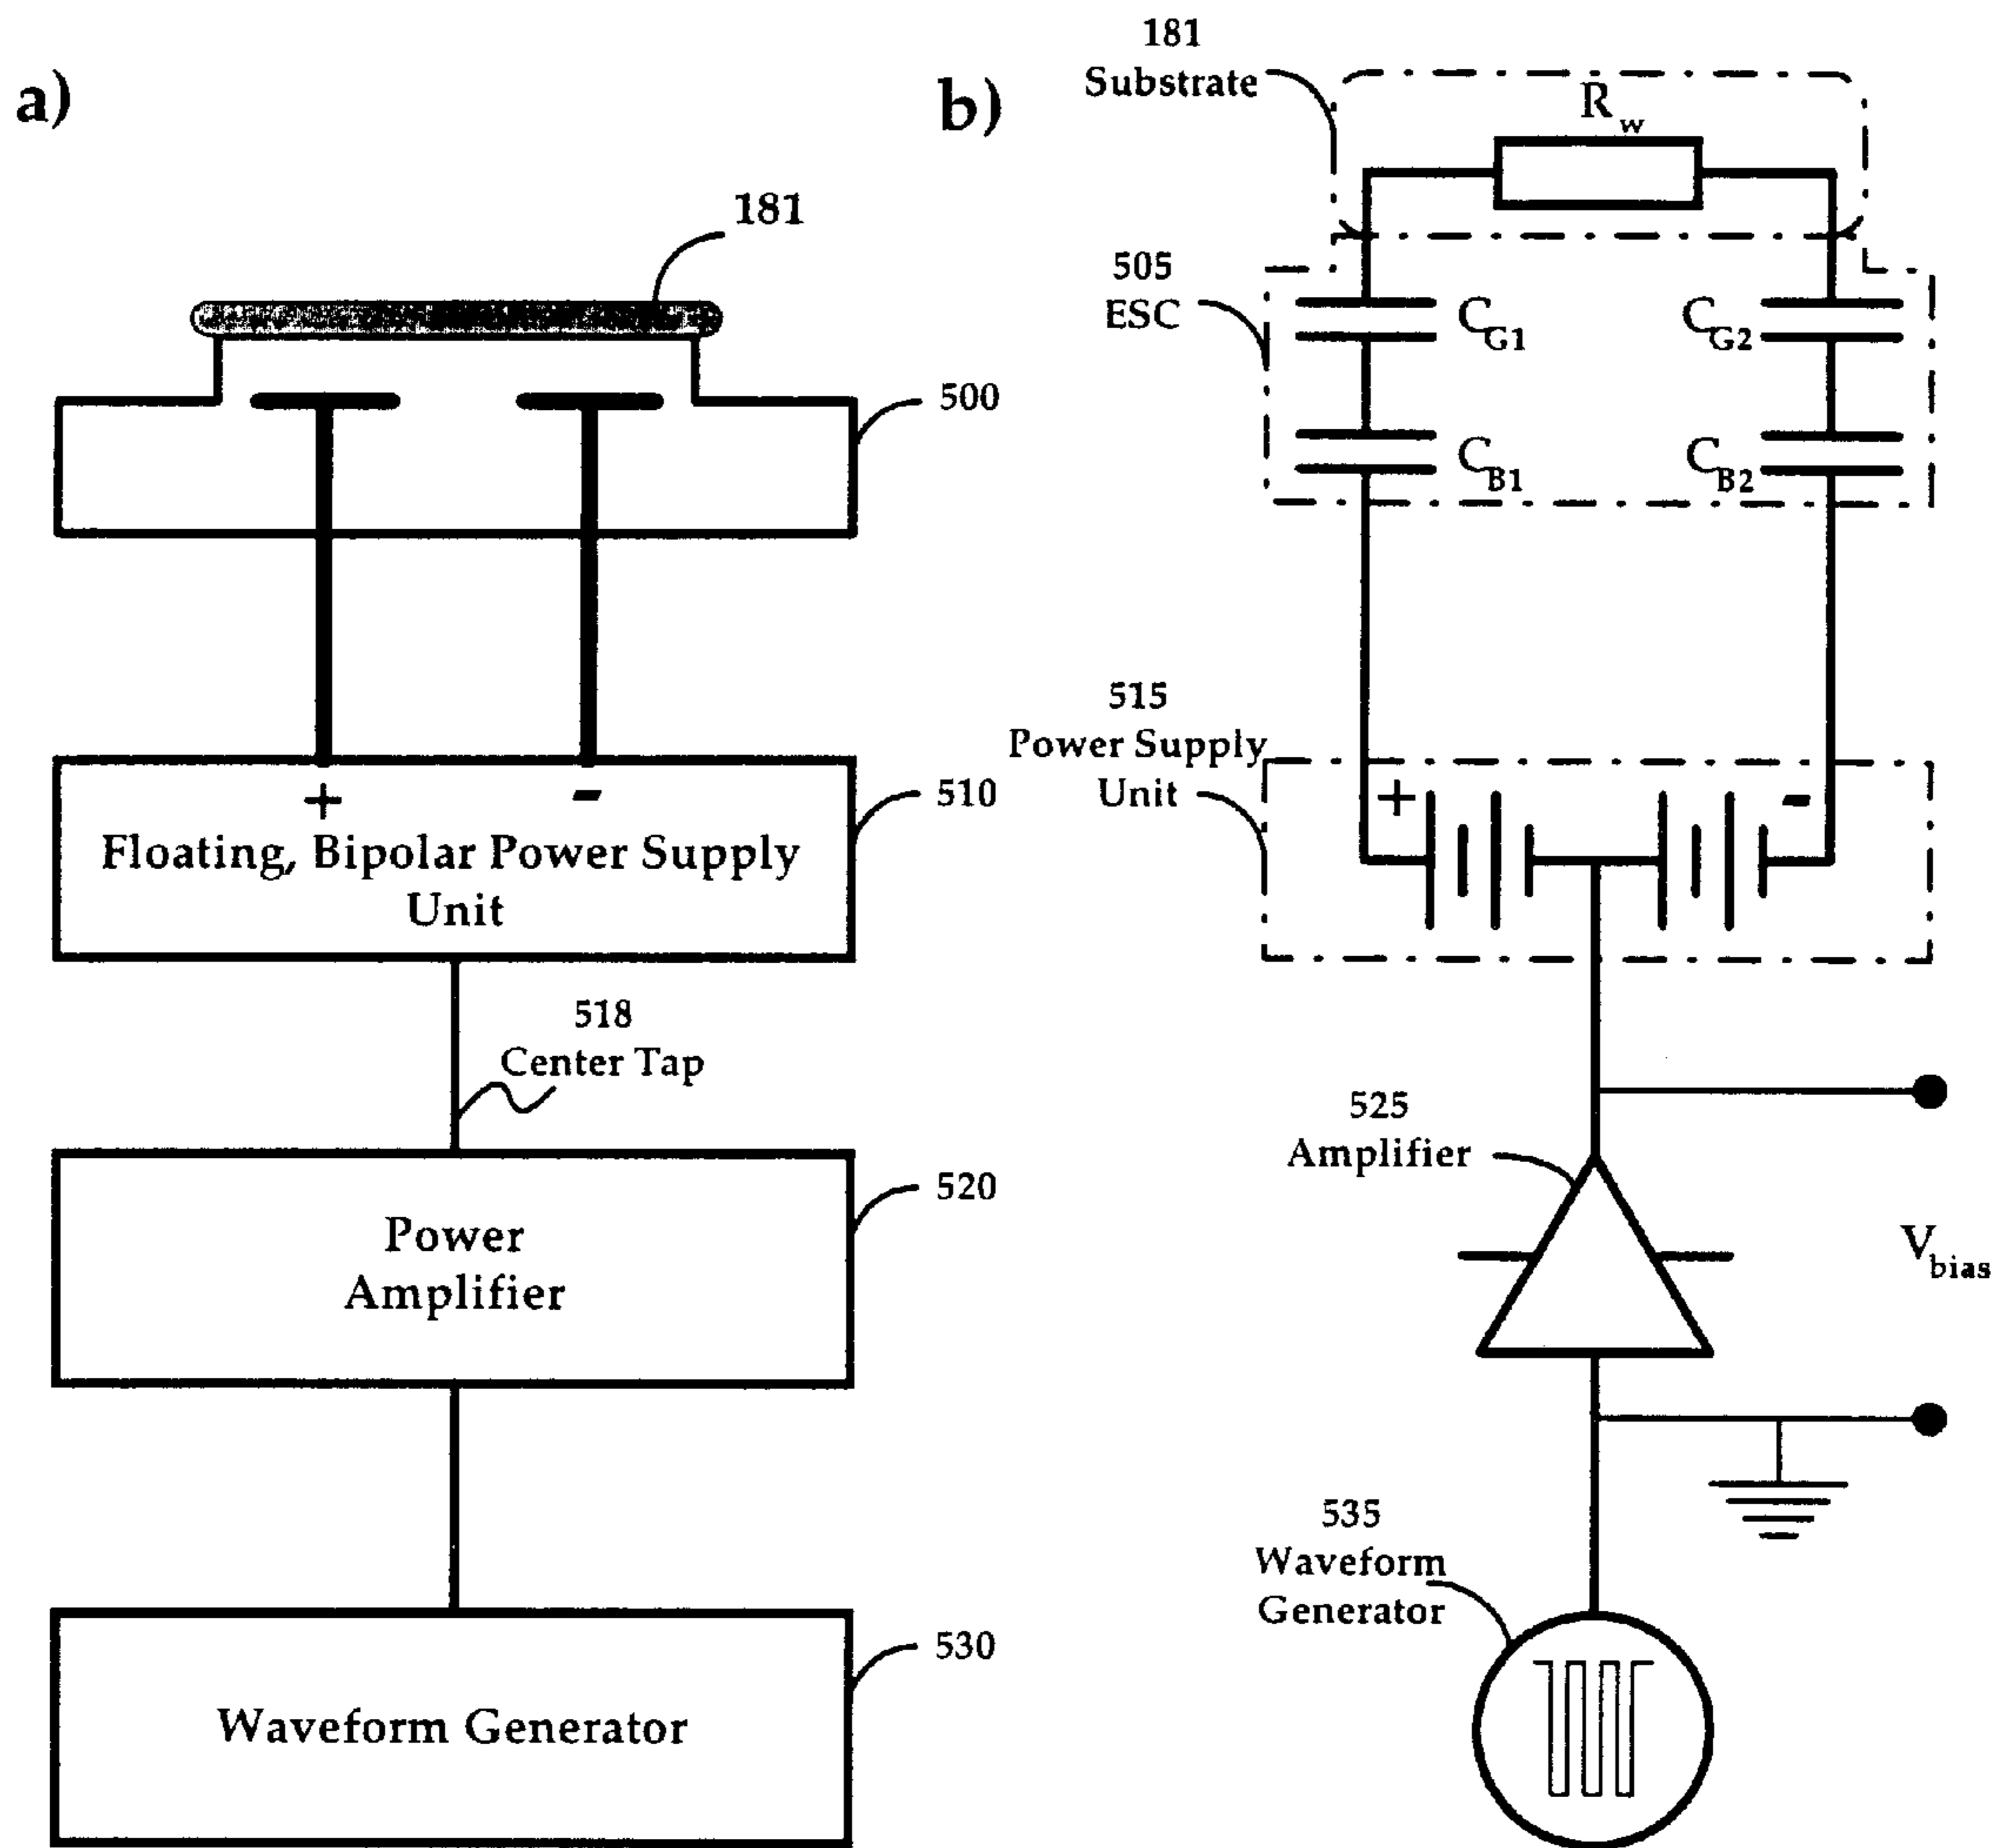 a)
181
500
+ -
510
Floating, Bipolar Power Supply
Unit
518
Center Tap
520
Power
Amplifier
530
Waveform Generator
b)
181
Substrate
Rw
505
ESC
CG1
CG2
CB1
CB2
515
Power Supply
Unit
+ -
525
Amplifier
Vbias
535
Waveform
Generator